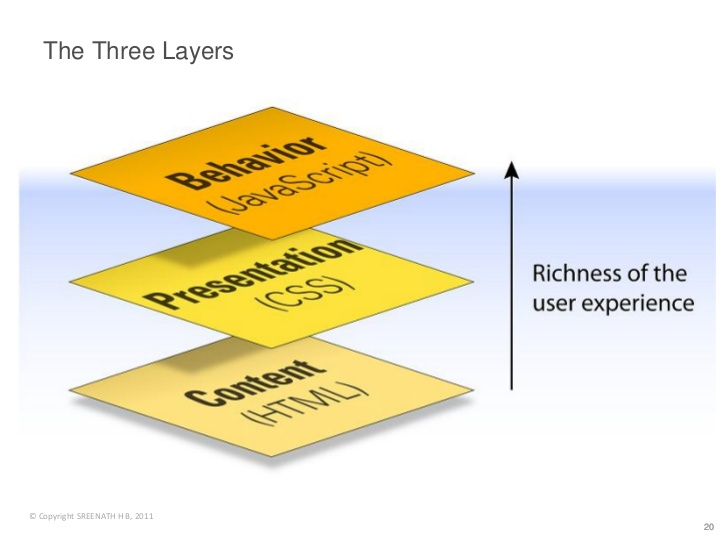 The Three Layers
Behavior
(JavaScript)
Presentation
(CSS)
Content
(HTML)
Richness of the
user experience
© Copyright SREENATH H B, 2011
20